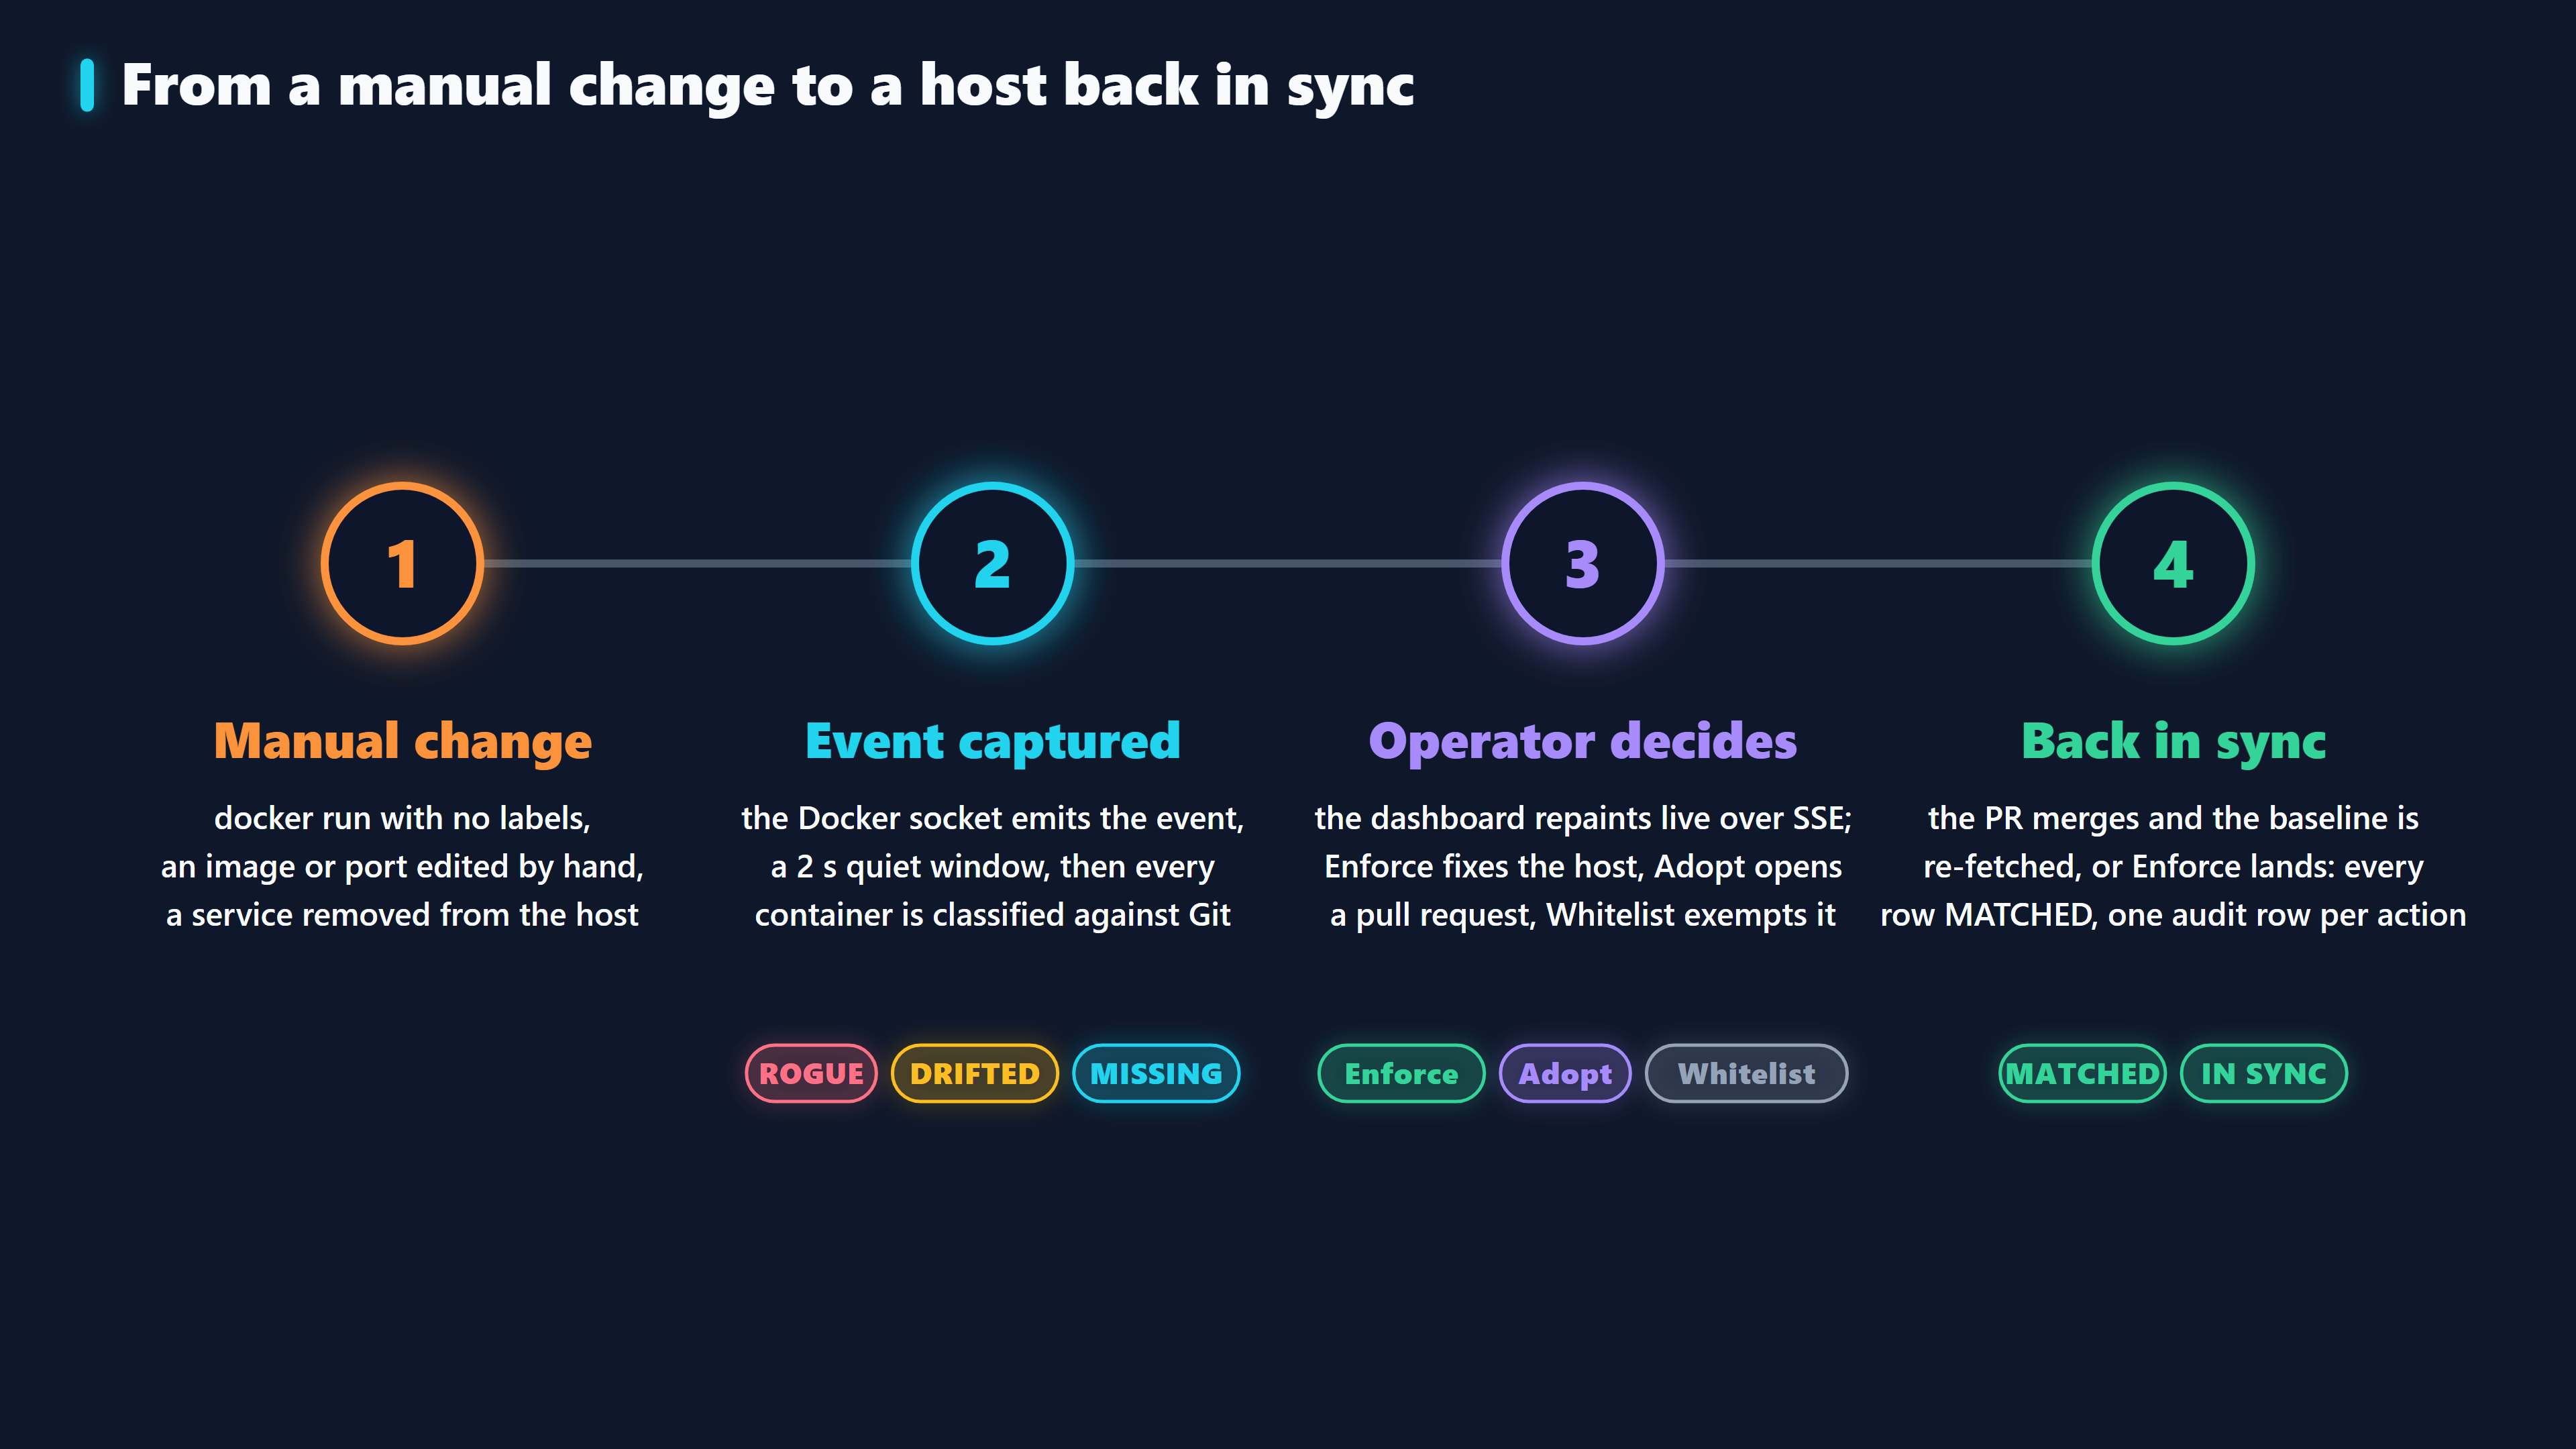 From a manual change to a host back in sync
1
2
3
4
Manual change
docker run with no labels,
an image or port edited by hand,
a service removed from the host
Event captured
the Docker socket emits the event,
a 2 s quiet window, then every
container is classified against Git
ROGUE
DRIFTED
MISSING
Operator decides
the dashboard repaints live over SSE;
Enforce fixes the host, Adopt opens
a pull request, Whitelist exempts it
Enforce
Adopt
Whitelist
Back in sync
the PR merges and the baseline is
re-fetched, or Enforce lands: every
row MATCHED, one audit row per action
MATCHED
IN SYNC